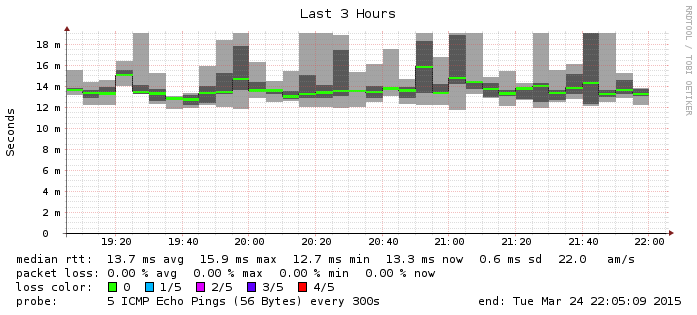 Last 3 Hours
RRDTOOL / TOBI OETIKER
Seconds
18 m
16 m
14 m
12 m
10 m
8 m
6 m
4 m
2 m
0
19:20 19:40 20:00 20:20 20:40 21:00 21:20 21:40 22:00
median rtt: 13.7 ms avg 15.9 ms max 12.7 ms min 13.3 ms now 0.6 ms sd 22.0 am/s
packet loss: 0.00 % avg 0.00 % max 0.00 % min 0.00 % now
loss color: 0 1/5 2/5 3/5 4/5
probe: 5 ICMP Echo Pings (56 Bytes) every 300s end: Tue Mar 24 22:05:09 2015